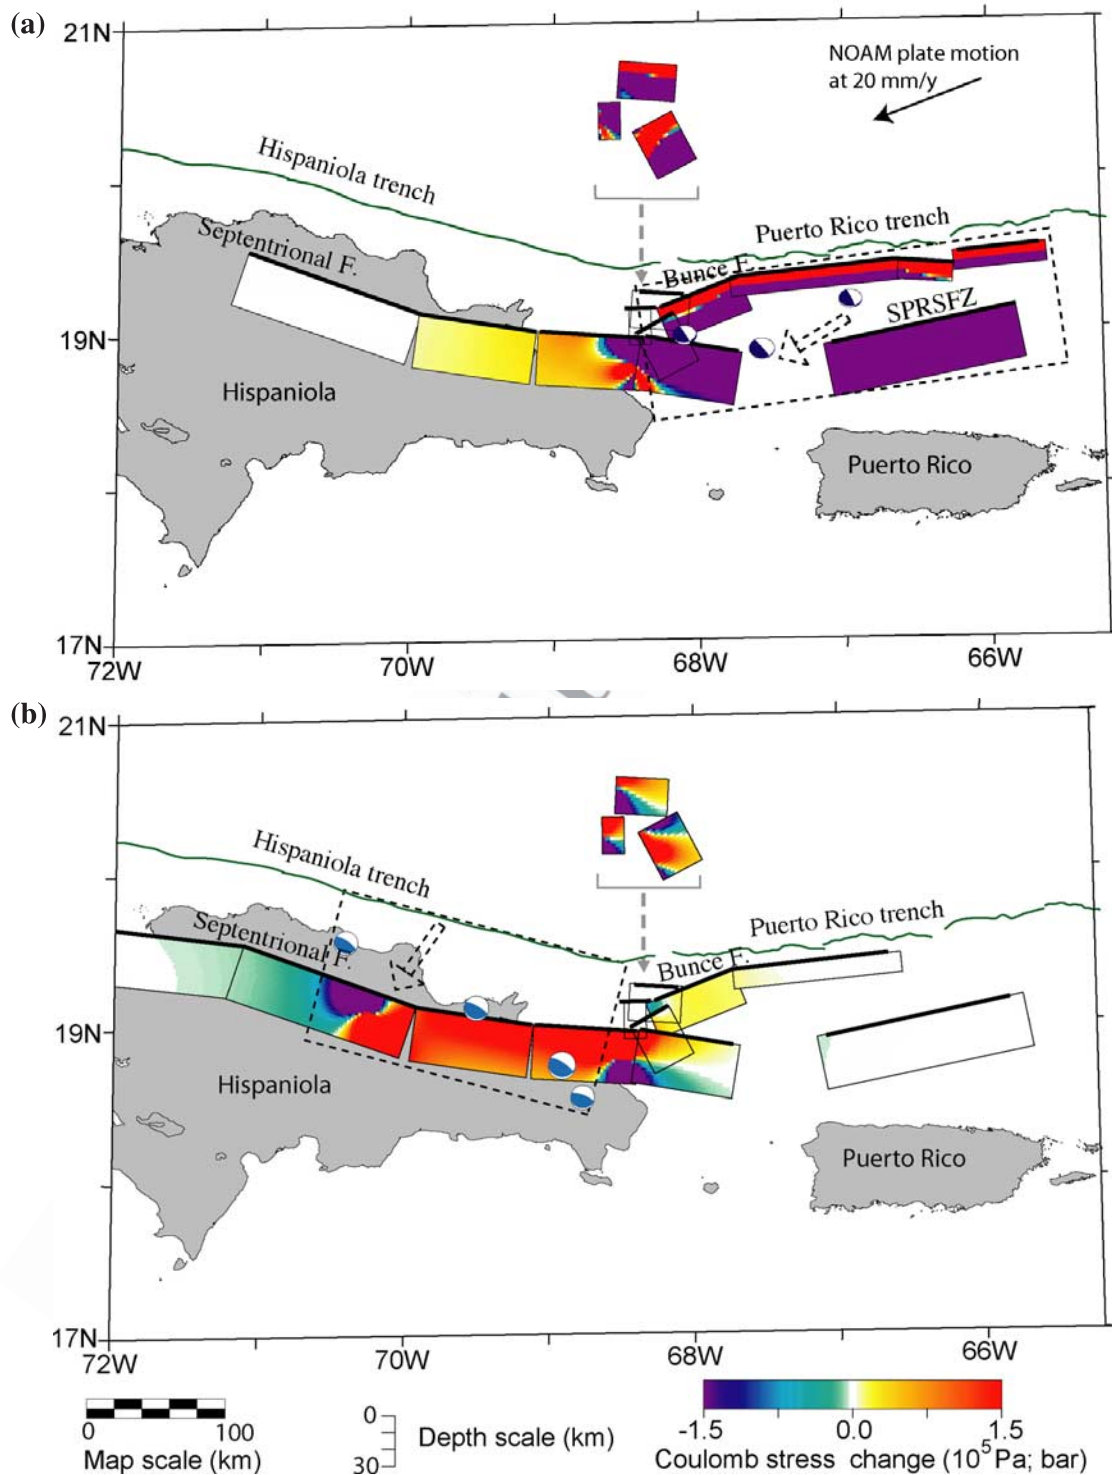 (a)
21N
NOAM plate motion
at 20 mm/y
Hispaniola trench
Septentrional F.
Puerto Rico trench
Bunce F.
SPRSFZ
19N
Hispaniola
Puerto Rico
17N
72W
70W
68W
66W
(b)
21N
Hispaniola trench
Septentrional F.
Puerto Rico trench
Bunce F.
19N
Hispaniola
Puerto Rico
17N
72W
70W
68W
66W
0
100
Map scale (km)
0
30
Depth scale (km)
-1.5
0.0
1.5
Coulomb stress change (10⁵Pa; bar)